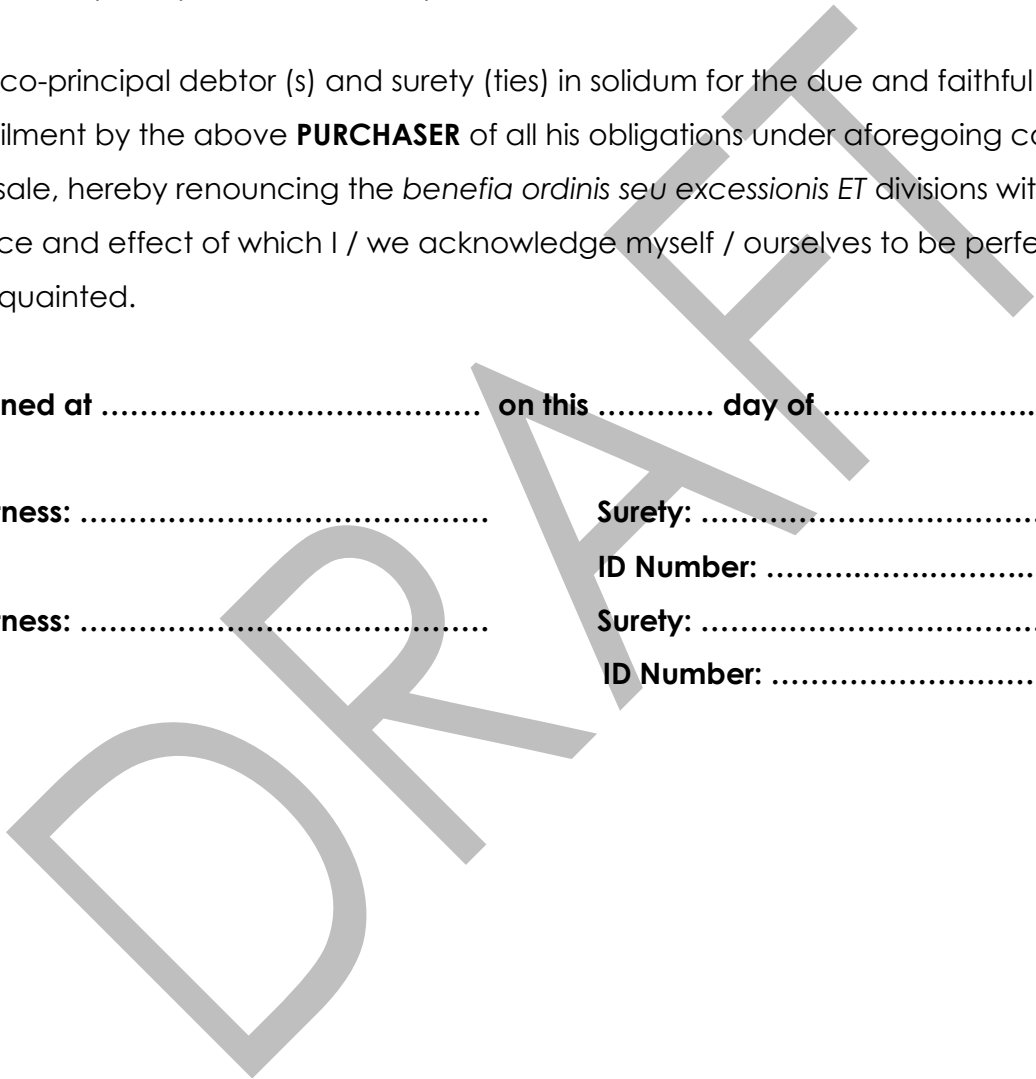 co-principal debtor (s) and surety (ties) in solidum for the due and faithful
ilment by the above PURCHASER of all his obligations under aforegoing co
sale, hereby renouncing the benefia ordinis seu excessionis ET divisions wit
ce and effect of which I / we acknowledge myself / ourselves to be perfe
quainted.
ned at ………………………………… on this ………… day of ………………….
ness: …………………………………… Surety: …………………………….
ID Number: ……….…….………..
ness: …………………………………… Surety: …………………………….
ID Number: ………………………
DRAFT